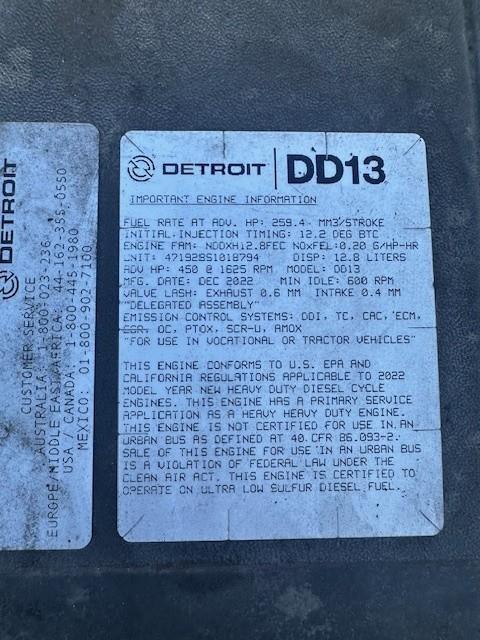 DETROIT
CUSTOMER SERVICE
AUSTRALIA: 1-800-023-236
EUROPE/MIDDLE EAST/AFRICA: 44-162-355-0550
USA / CANADA: 1-800-445-1980
MEXICO: 01-800-902-7100
DETROIT DD13
IMPORTANT ENGINE INFORMATION
FUEL RATE AT ADV. HP: 259.4 MM3/STROKE
INITIAL INJECTION TIMING: 12.2 DEG BTC
ENGINE FAM: NDDXH12.8FEC NOXFEL:0.20 G/HP-HR
UNIT: 471928S1018794 DISP: 12.8 LITERS
ADV HP: 450 @ 1625 RPM MODEL: DD13
MFG. DATE: DEC 2022 MIN IDLE: 600 RPM
VALVE LASH: EXHAUST 0.6 MM INTAKE 0.4 MM
"DELEGATED ASSEMBLY"
EMISSION CONTROL SYSTEMS: DDI, TC, CAC, ECM,
EGR, OC, PTOX, SCR-U, AMOX
"FOR USE IN VOCATIONAL OR TRACTOR VEHICLES"
THIS ENGINE CONFORMS TO U.S. EPA AND
CALIFORNIA REGULATIONS APPLICABLE TO 2022
MODEL YEAR NEW HEAVY DUTY DIESEL CYCLE
ENGINES. THIS ENGINE HAS A PRIMARY SERVICE
APPLICATION AS A HEAVY HEAVY DUTY ENGINE.
THIS ENGINE IS NOT CERTIFIED FOR USE IN AN
URBAN BUS AS DEFINED AT 40.CFR 86.093-2.
SALE OF THIS ENGINE FOR USE IN AN URBAN BUS
IS A VIOLATION OF FEDERAL LAW UNDER THE
CLEAN AIR ACT. THIS ENGINE IS CERTIFIED TO
OPERATE ON ULTRA LOW SULFUR DIESEL FUEL.